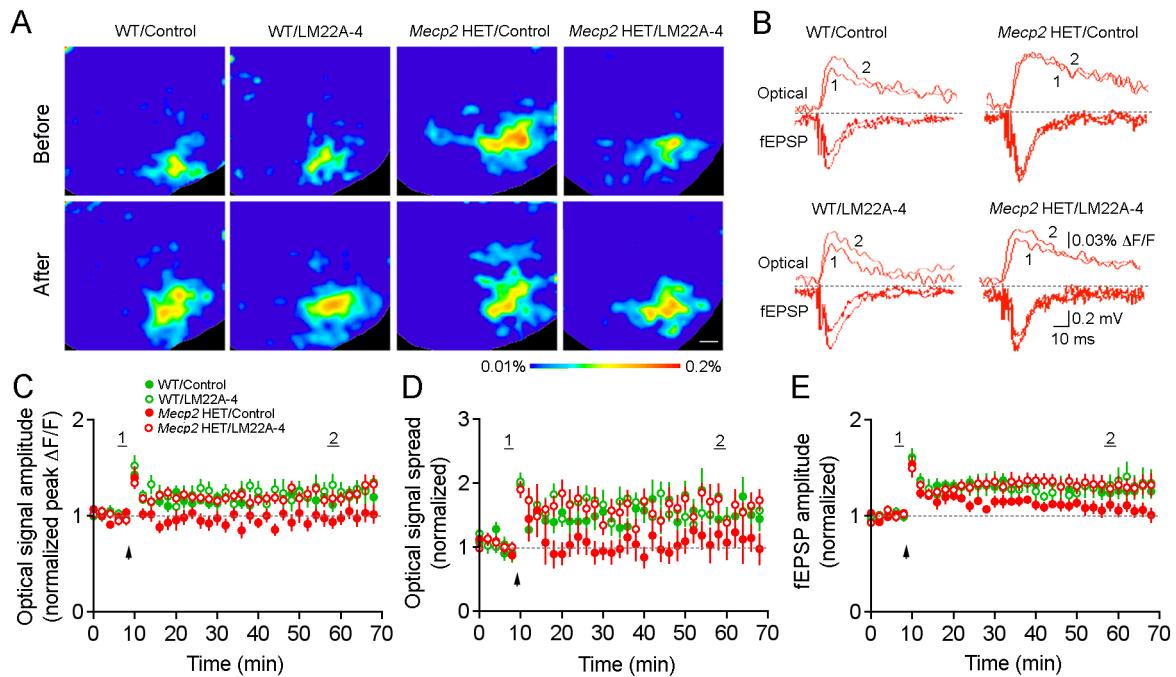 A
WT/Control
WT/LM22A-4
Mecp2 HET/Control
Mecp2 HET/LM22A-4
Before
After
0.01%
0.2%
B
WT/Control
Mecp2 HET/Control
Optical
fEPSP
2
1
2
1
WT/LM22A-4
Mecp2 HET/LM22A-4
Optical
fEPSP
2
1
2
1
0.03% ΔF/F
0.2 mV
10 ms
C
WT/Control
WT/LM22A-4
Mecp2 HET/Control
Mecp2 HET/LM22A-4
Optical signal amplitude
(normalized peak ΔF/F)
2
1
0
1
2
0 10 20 30 40 50 60 70
Time (min)
D
Optical signal spread
(normalized)
3
2
1
0
1
2
0 10 20 30 40 50 60 70
Time (min)
E
fEPSP amplitude
(normalized)
2
1
0
1
2
0 10 20 30 40 50 60 70
Time (min)